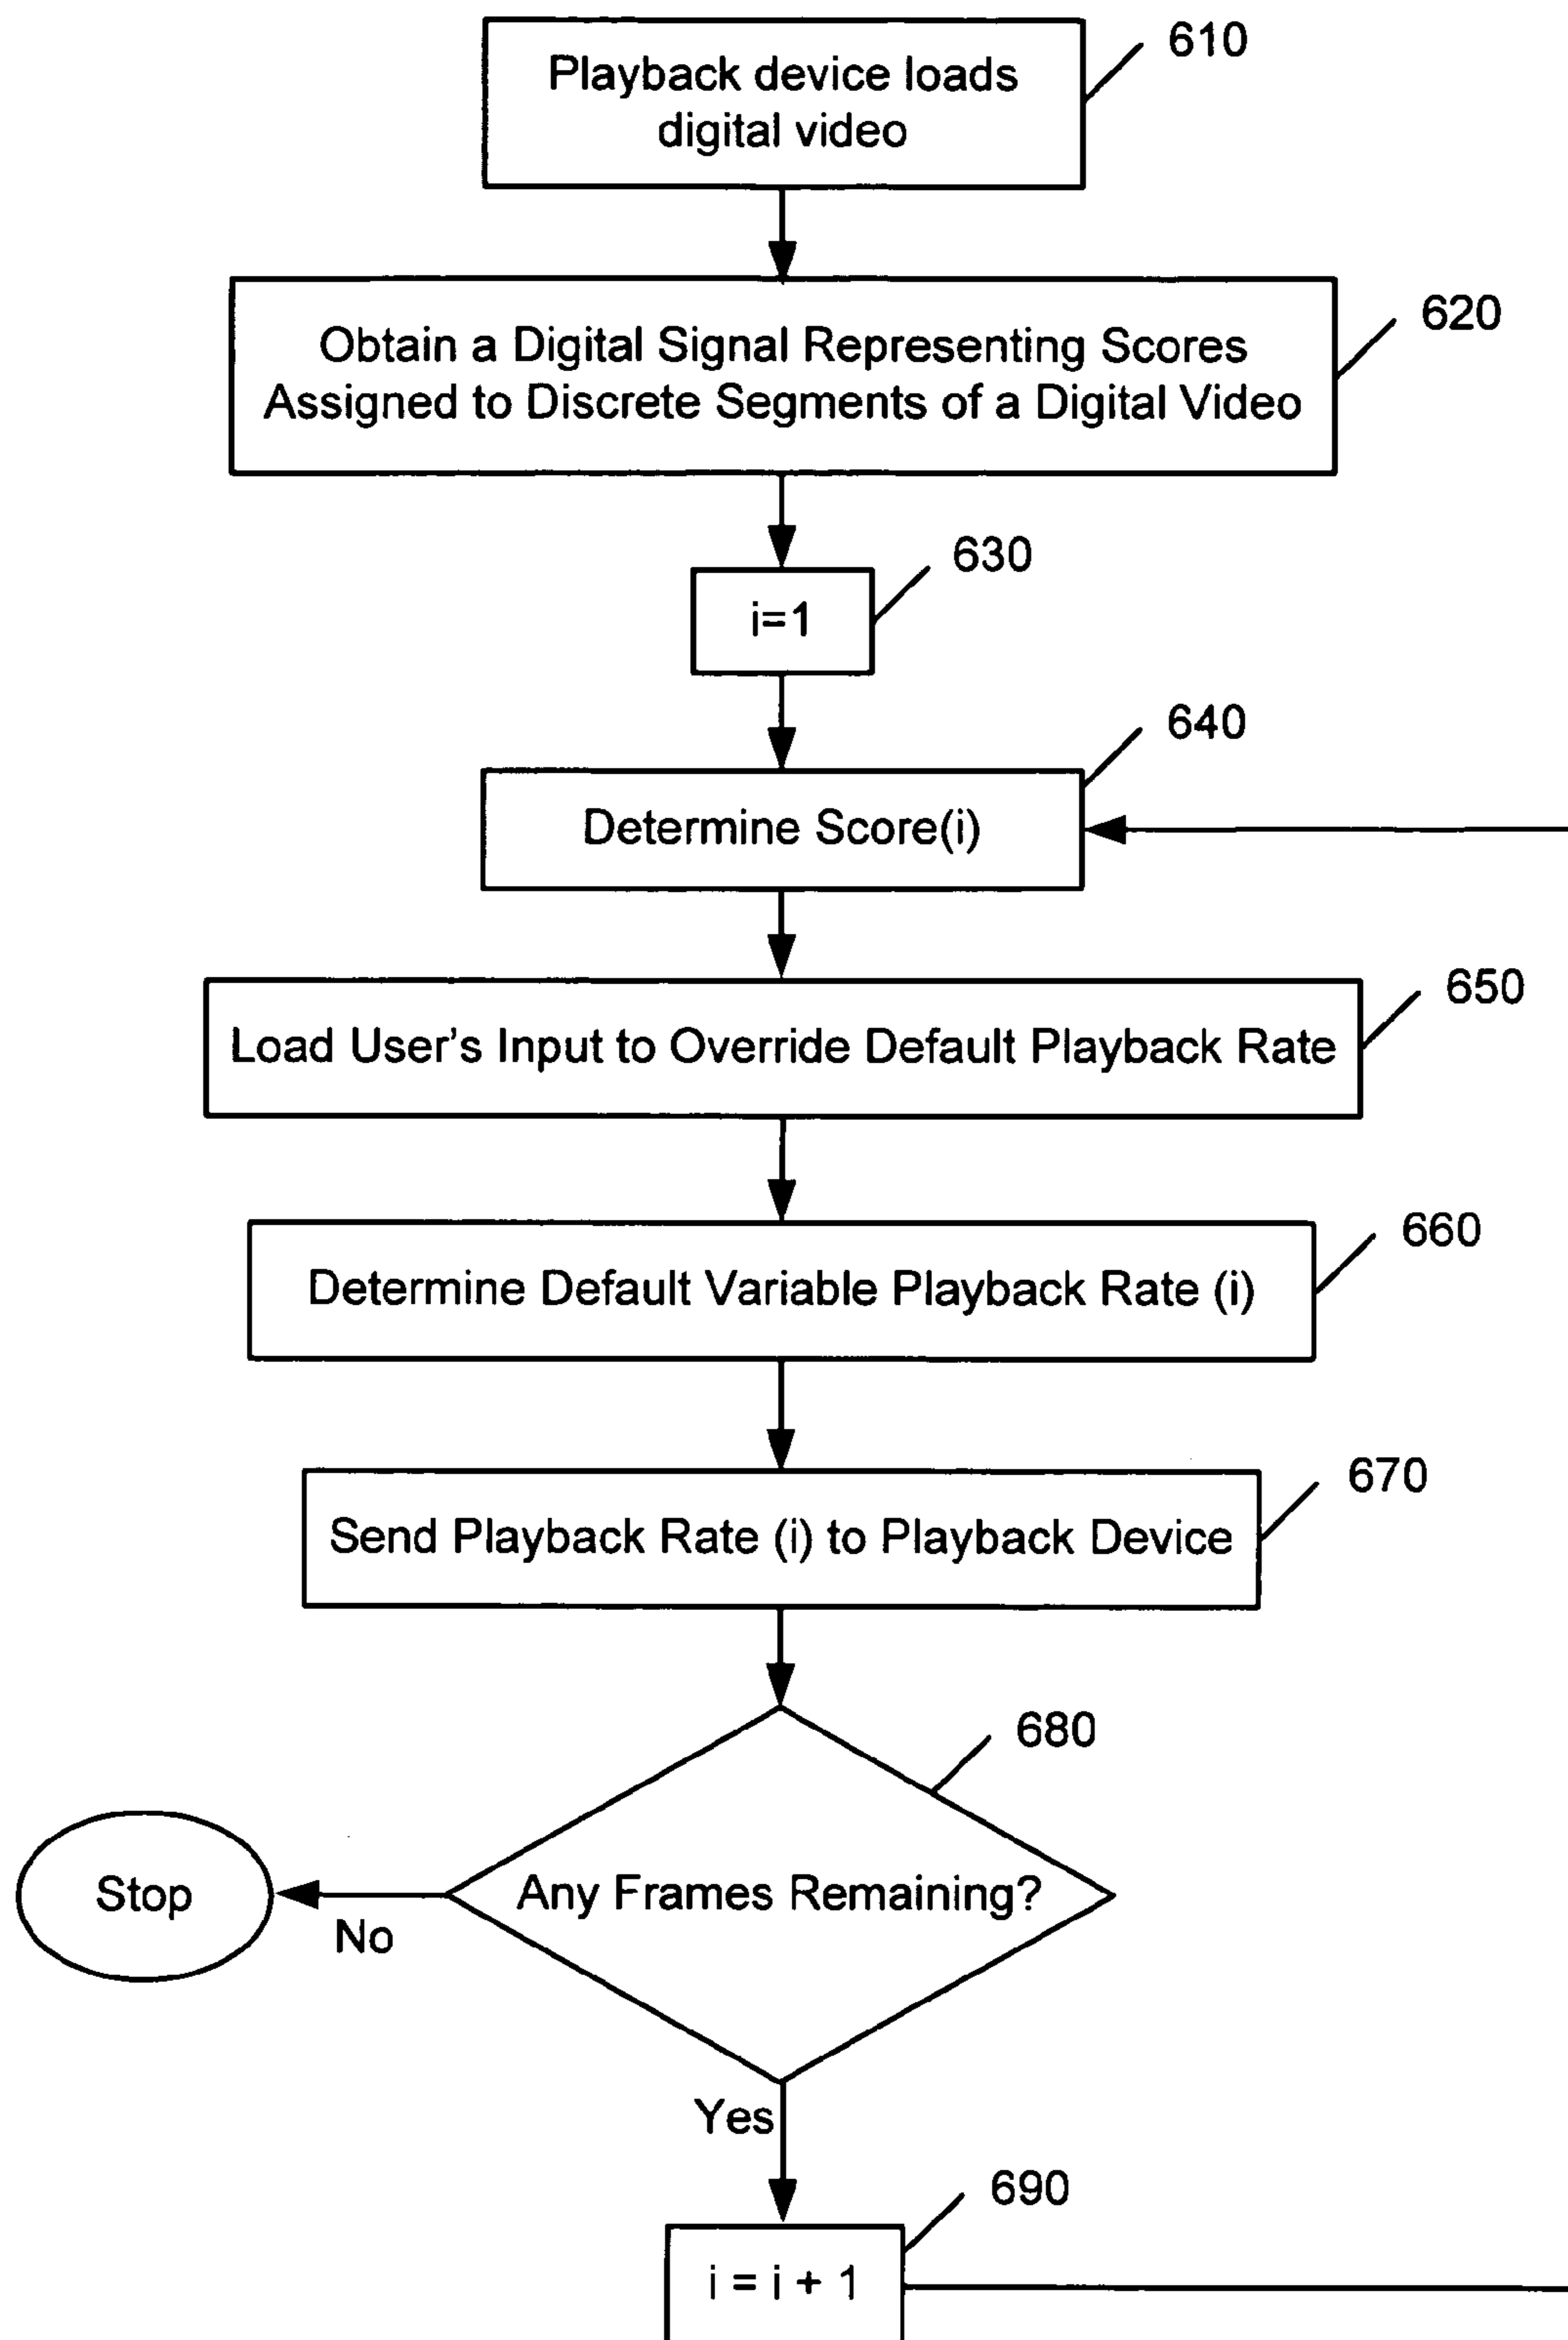 610
Playback device loads
digital video
620
Obtain a Digital Signal Representing Scores
Assigned to Discrete Segments of a Digital Video
630
i=1
640
Determine Score(i)
650
Load User's Input to Override Default Playback Rate
660
Determine Default Variable Playback Rate (i)
670
Send Playback Rate (i) to Playback Device
680
Any Frames Remaining?
Stop
No
Yes
690
i = i + 1